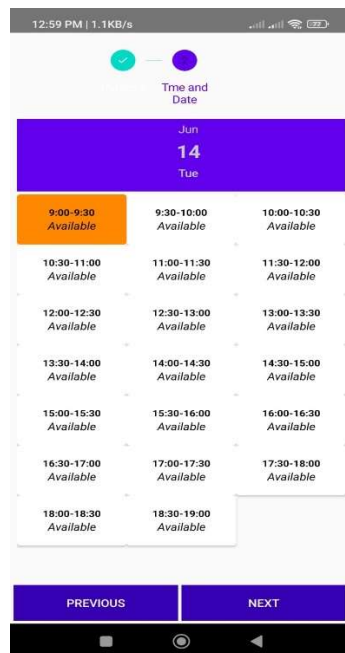 12:59 PM | 1.1KB/s
77
Tme and
Date
Jun
14
Tue
9:00-9:30 9:30-10:00 10:00-10:30
Available Available Available
10:30-11:00 11:00-11:30 11:30-12:00
Available Available Available
12:00-12:30 12:30-13:00 13:00-13:30
Available Available Available
13:30-14:00 14:00-14:30 14:30-15:00
Available Available Available
15:00-15:30 15:30-16:00 16:00-16:30
Available Available Available
16:30-17:00 17:00-17:30 17:30-18:00
Available Available Available
18:00-18:30 18:30-19:00
Available Available
PREVIOUS NEXT